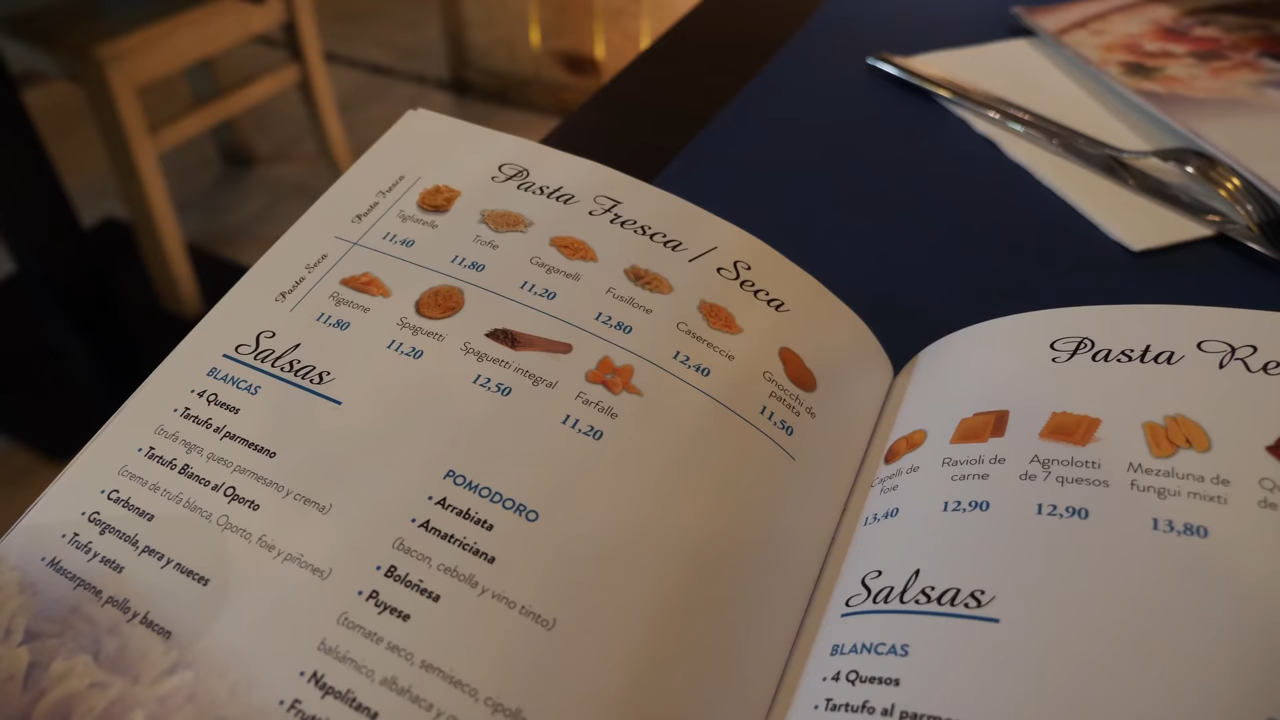 Pasta Fresca / Seca
Pasta Fresca
Tagliatelle
11,40
Trofie
11,80
Garganelli
11,20
Fusillone
12,80
Casereccie
12,40
Gnocchi de
patata
11,50
Pasta Seca
Rigatone
11,80
Spaguetti
11,20
Spaguetti integral
12,50
Farfalle
11,20
Salsas
BLANCAS
• 4 Quesos
• Tartufo al parmesano
(trufa negra, queso parmesano y crema)
• Tartufo Bianco al Oporto
(crema de trufa blanca, Oporto, foie y piñones)
• Carbonara
• Gorgonzola, pera y nueces
• Trufa y setas
• Mascarpone, pollo y bacon
POMODORO
• Arrabiata
• Amatriciana
(bacon, cebolla y vino tinto)
• Boloñesa
• Puyese
(tomate seco, semiseco, cipolla
balsámico, albahaca y
• Napolitana
Pasta Re
Capelli de
foie
13,40
Ravioli de
carne
12,90
Agnolotti
de 7 quesos
12,90
Mezaluna de
fungui mixti
13,80
Salsas
BLANCAS
• 4 Quesos
• Tartufo al parme